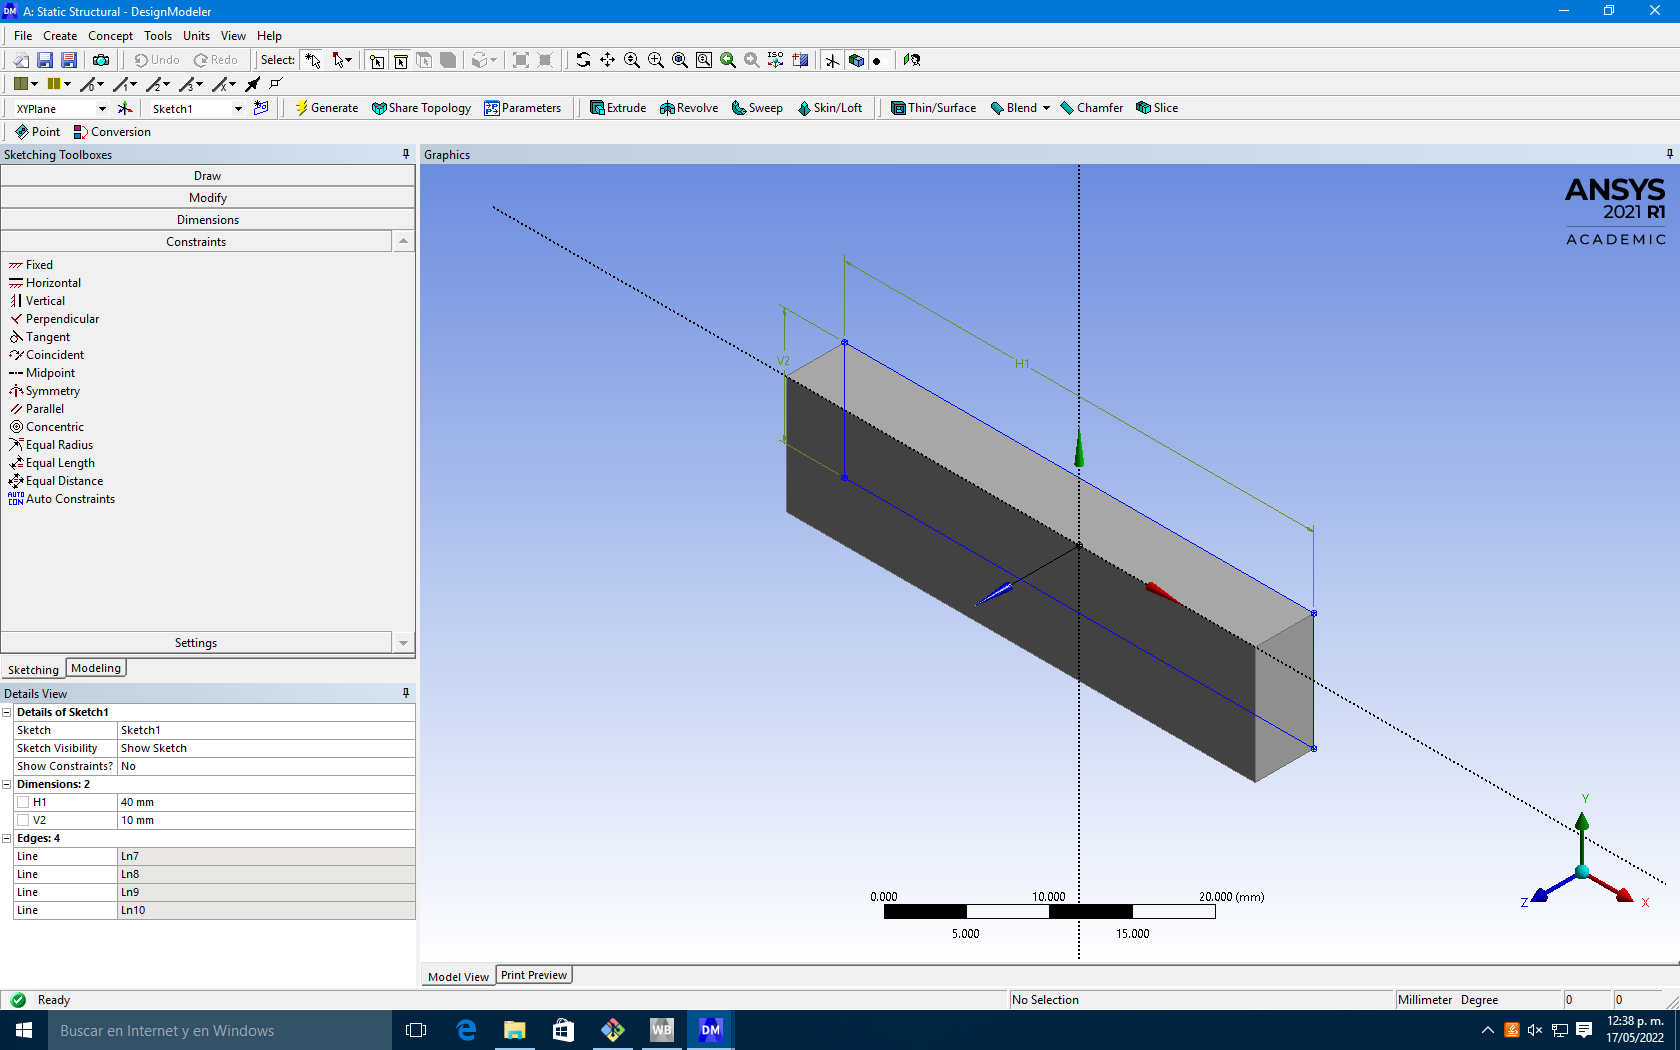 DM A: Static Structural - DesignModeler
File Create Concept Tools Units View Help
Undo Redo Select: ISO
XYPlane Sketch1 Generate Share Topology Parameters Extrude Revolve Sweep Skin/Loft Thin/Surface Blend Chamfer Slice
Point Conversion
Sketching Toolboxes
Draw
Modify
Dimensions
Constraints
Fixed
Horizontal
Vertical
Perpendicular
Tangent
Coincident
Midpoint
Symmetry
Parallel
Concentric
Equal Radius
Equal Length
Equal Distance
AUTO CON Auto Constraints
Settings
Sketching Modeling
Details View
Details of Sketch1
Sketch Sketch1
Sketch Visibility Show Sketch
Show Constraints? No
Dimensions: 2
H1 40 mm
V2 10 mm
Edges: 4
Line Ln7
Line Ln8
Line Ln9
Line Ln10
Graphics
ANSYS
2021 R1
ACADEMIC
V2
H1
Y
Z
X
0.000 10.000 20.000 (mm)
5.000 15.000
Model View Print Preview
Ready No Selection Millimeter Degree 0 0
Buscar en Internet y en Windows WB DM 12:38 p. m.
17/05/2022